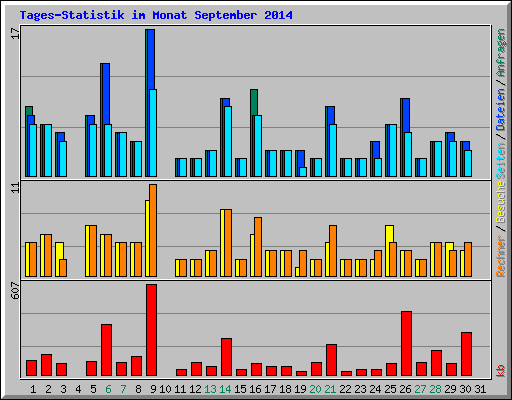 Tages-Statistik im Monat September 2014
17
11
607
Rechner / Besuche Seiten / Dateien / Anfragen
kb
1 2 3 4 5 6 7 8 9 10 11 12 13 14 15 16 17 18 19 20 21 22 23 24 25 26 27 28 29 30 31